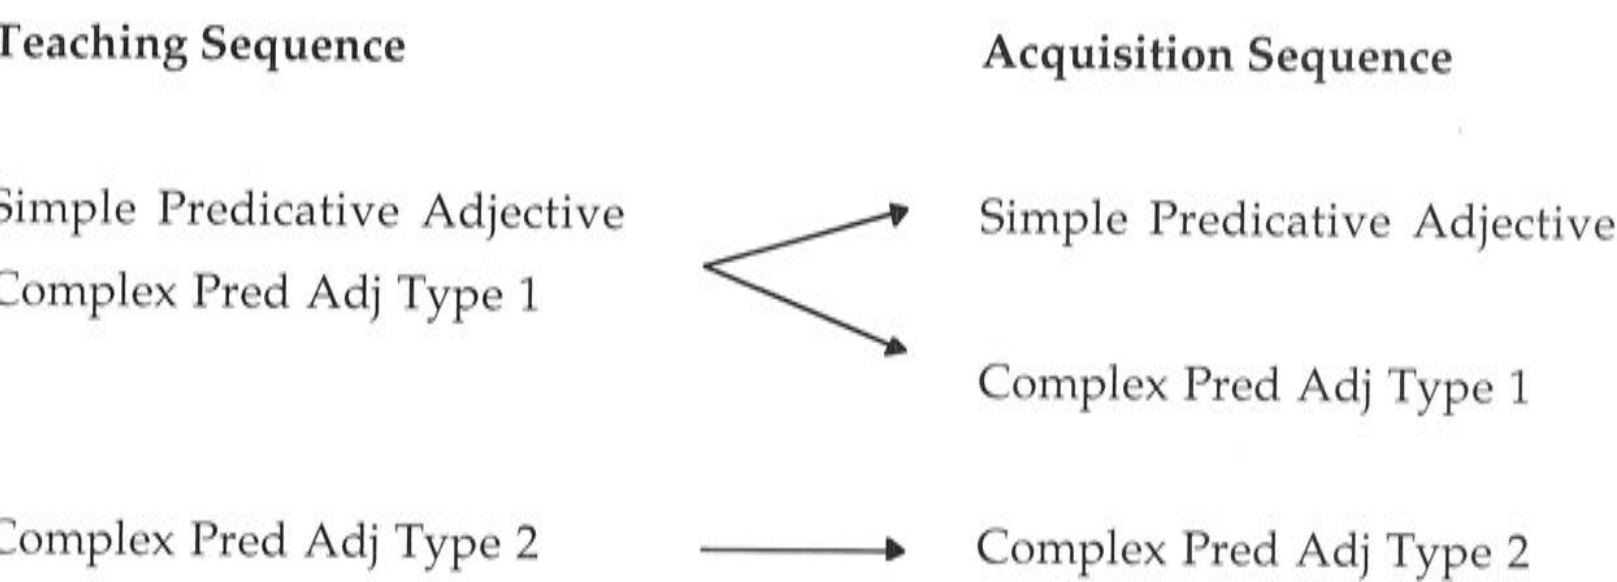 Teaching Sequence
Acquisition Sequence
Simple Predicative Adjective
Simple Predicative Adjective
Complex Pred Adj Type 1
Complex Pred Adj Type 1
Complex Pred Adj Type 2
Complex Pred Adj Type 2